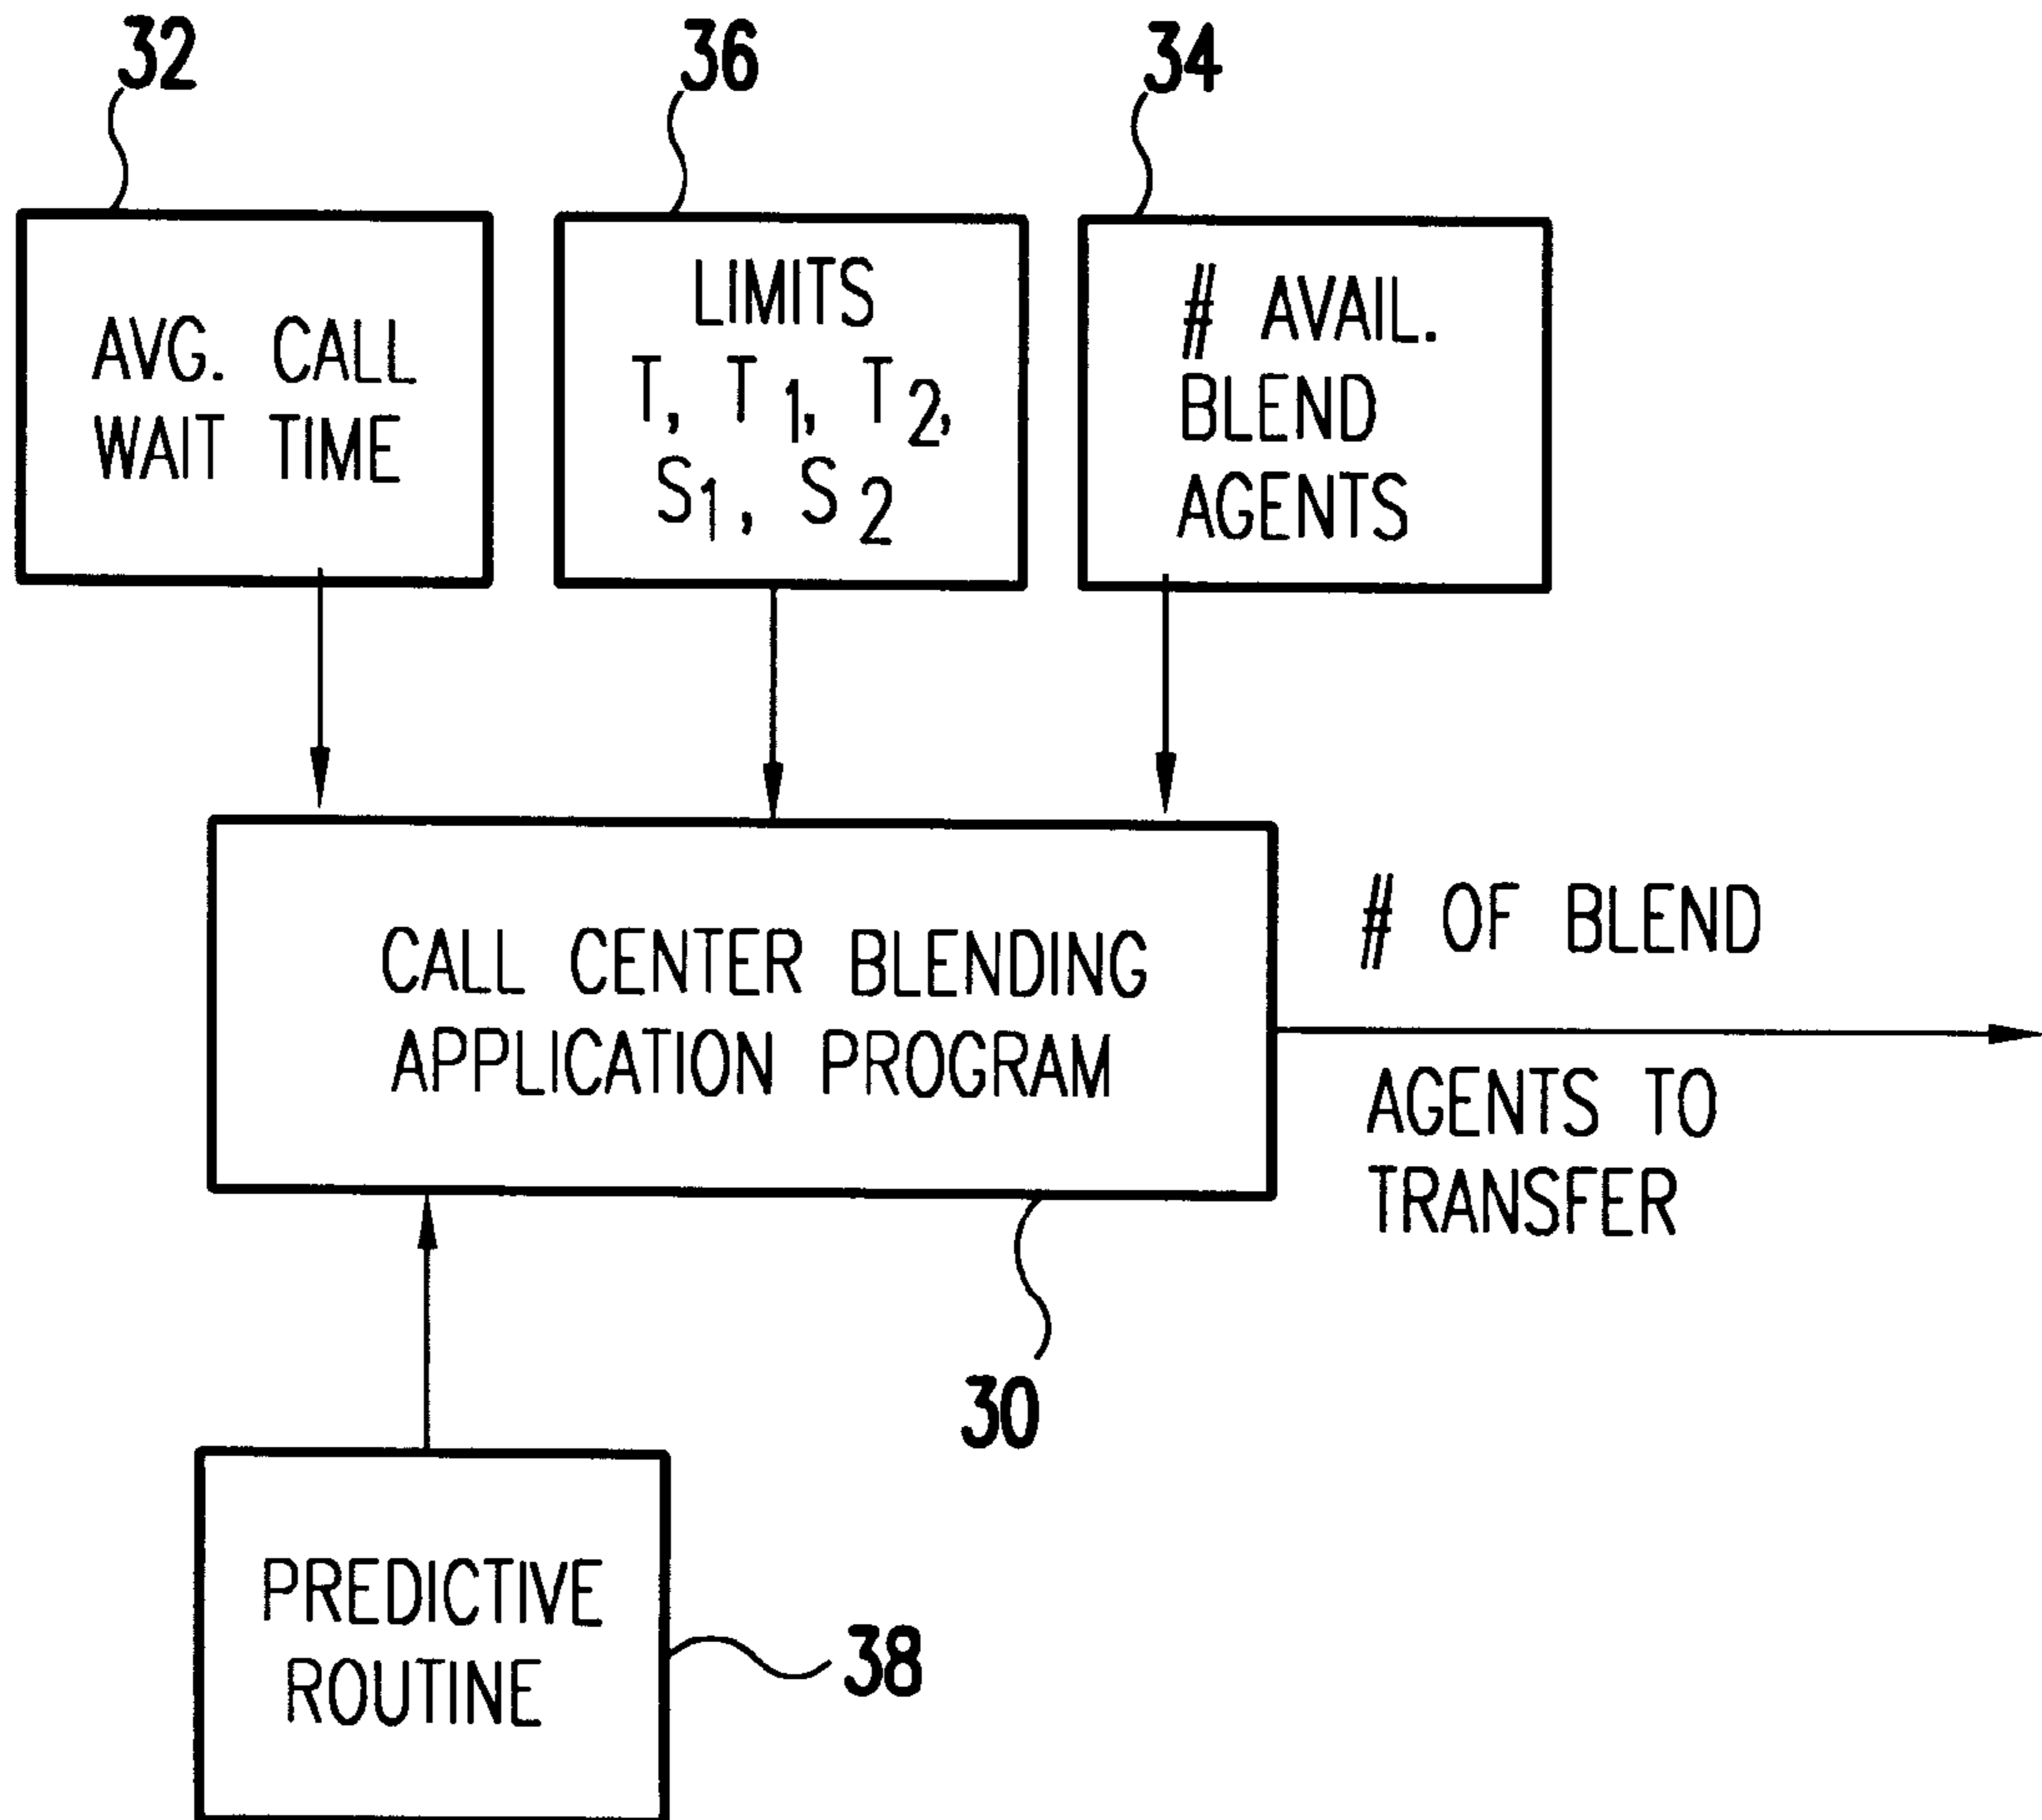 32
36
34
AVG. CALL
WAIT TIME
LIMITS
T, T1, T2,
S1, S2
# AVAIL.
BLEND
AGENTS
CALL CENTER BLENDING
APPLICATION PROGRAM
# OF BLEND
AGENTS TO
TRANSFER
30
PREDICTIVE
ROUTINE
38